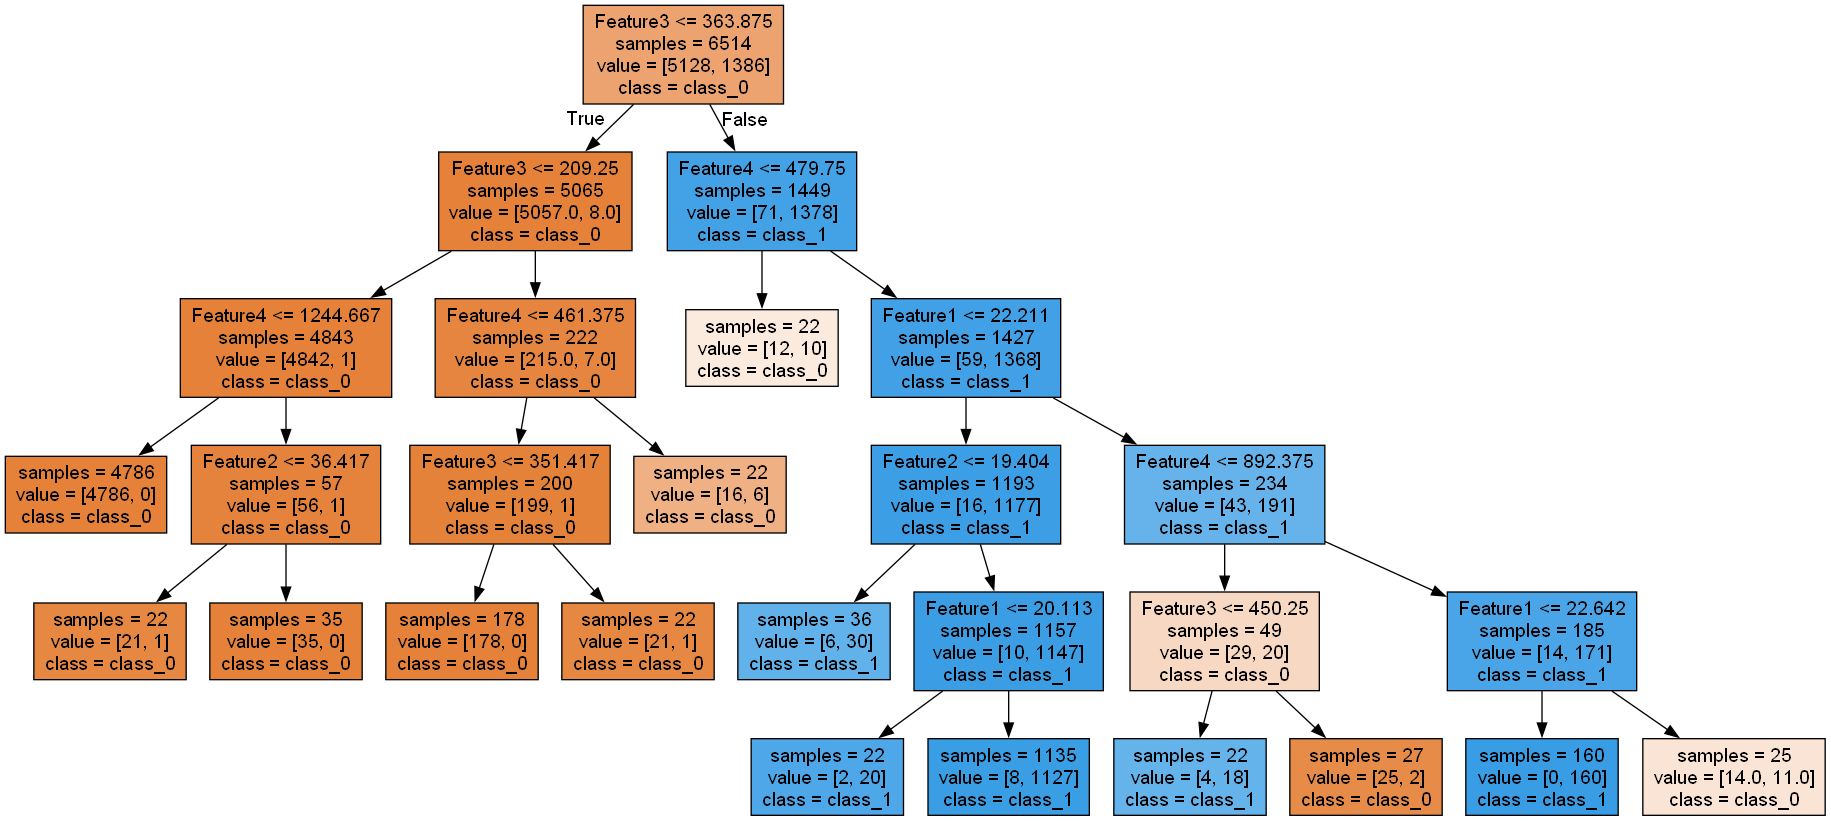 Feature3 <= 363.875
samples = 6514
value = [5128, 1386]
class = class_0
True
False
Feature3 <= 209.25
samples = 5065
value = [5057.0, 8.0]
class = class_0
Feature4 <= 479.75
samples = 1449
value = [71, 1378]
class = class_1
Feature4 <= 1244.667
samples = 4843
value = [4842, 1]
class = class_0
Feature4 <= 461.375
samples = 222
value = [215.0, 7.0]
class = class_0
samples = 22
value = [12, 10]
class = class_0
Feature1 <= 22.211
samples = 1427
value = [59, 1368]
class = class_1
samples = 4786
value = [4786, 0]
class = class_0
Feature2 <= 36.417
samples = 57
value = [56, 1]
class = class_0
Feature3 <= 351.417
samples = 200
value = [199, 1]
class = class_0
samples = 22
value = [16, 6]
class = class_0
Feature2 <= 19.404
samples = 1193
value = [16, 1177]
class = class_1
Feature4 <= 892.375
samples = 234
value = [43, 191]
class = class_1
samples = 22
value = [21, 1]
class = class_0
samples = 35
value = [35, 0]
class = class_0
samples = 178
value = [178, 0]
class = class_0
samples = 22
value = [21, 1]
class = class_0
samples = 36
value = [6, 30]
class = class_1
Feature1 <= 20.113
samples = 1157
value = [10, 1147]
class = class_1
Feature3 <= 450.25
samples = 49
value = [29, 20]
class = class_0
Feature1 <= 22.642
samples = 185
value = [14, 171]
class = class_1
samples = 22
value = [2, 20]
class = class_1
samples = 1135
value = [8, 1127]
class = class_1
samples = 22
value = [4, 18]
class = class_1
samples = 27
value = [25, 2]
class = class_0
samples = 160
value = [0, 160]
class = class_1
samples = 25
value = [14.0, 11.0]
class = class_0